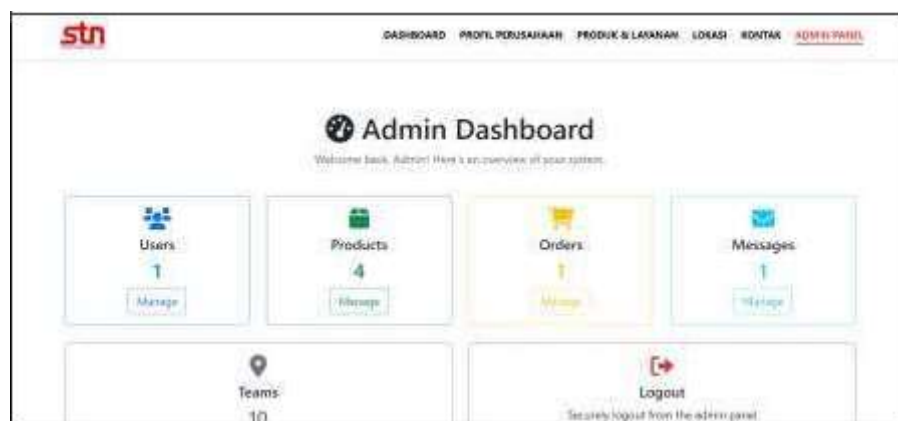 stn
DASHBOARD PROFIL PERUSAHAAN PRODUK & LAYANAN LOKASI KONTAK ADMIN PANEL
Admin Dashboard
Welcome back, Admin! Here's an overview of your system.
Users
1
Manage
Products
4
Manage
Orders
1
Manage
Messages
1
Manage
Teams
10
Logout
Securely logout from the admin panel